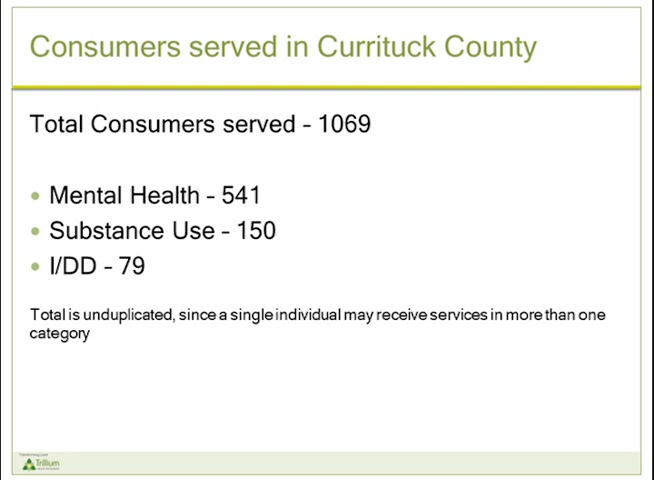 Consumers served in Currituck County
Total Consumers served - 1069
• Mental Health - 541
• Substance Use - 150
• I/DD - 79
Total is unduplicated, since a single individual may receive services in more than one
category
Trillium